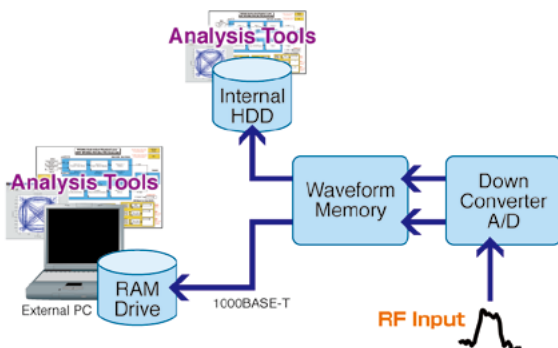 Analysis Tools
Internal
HDD
Analysis Tools
Waveform
Memory
Down
Converter
A/D
RAM
Drive
External PC
1000BASE-T
RF Input